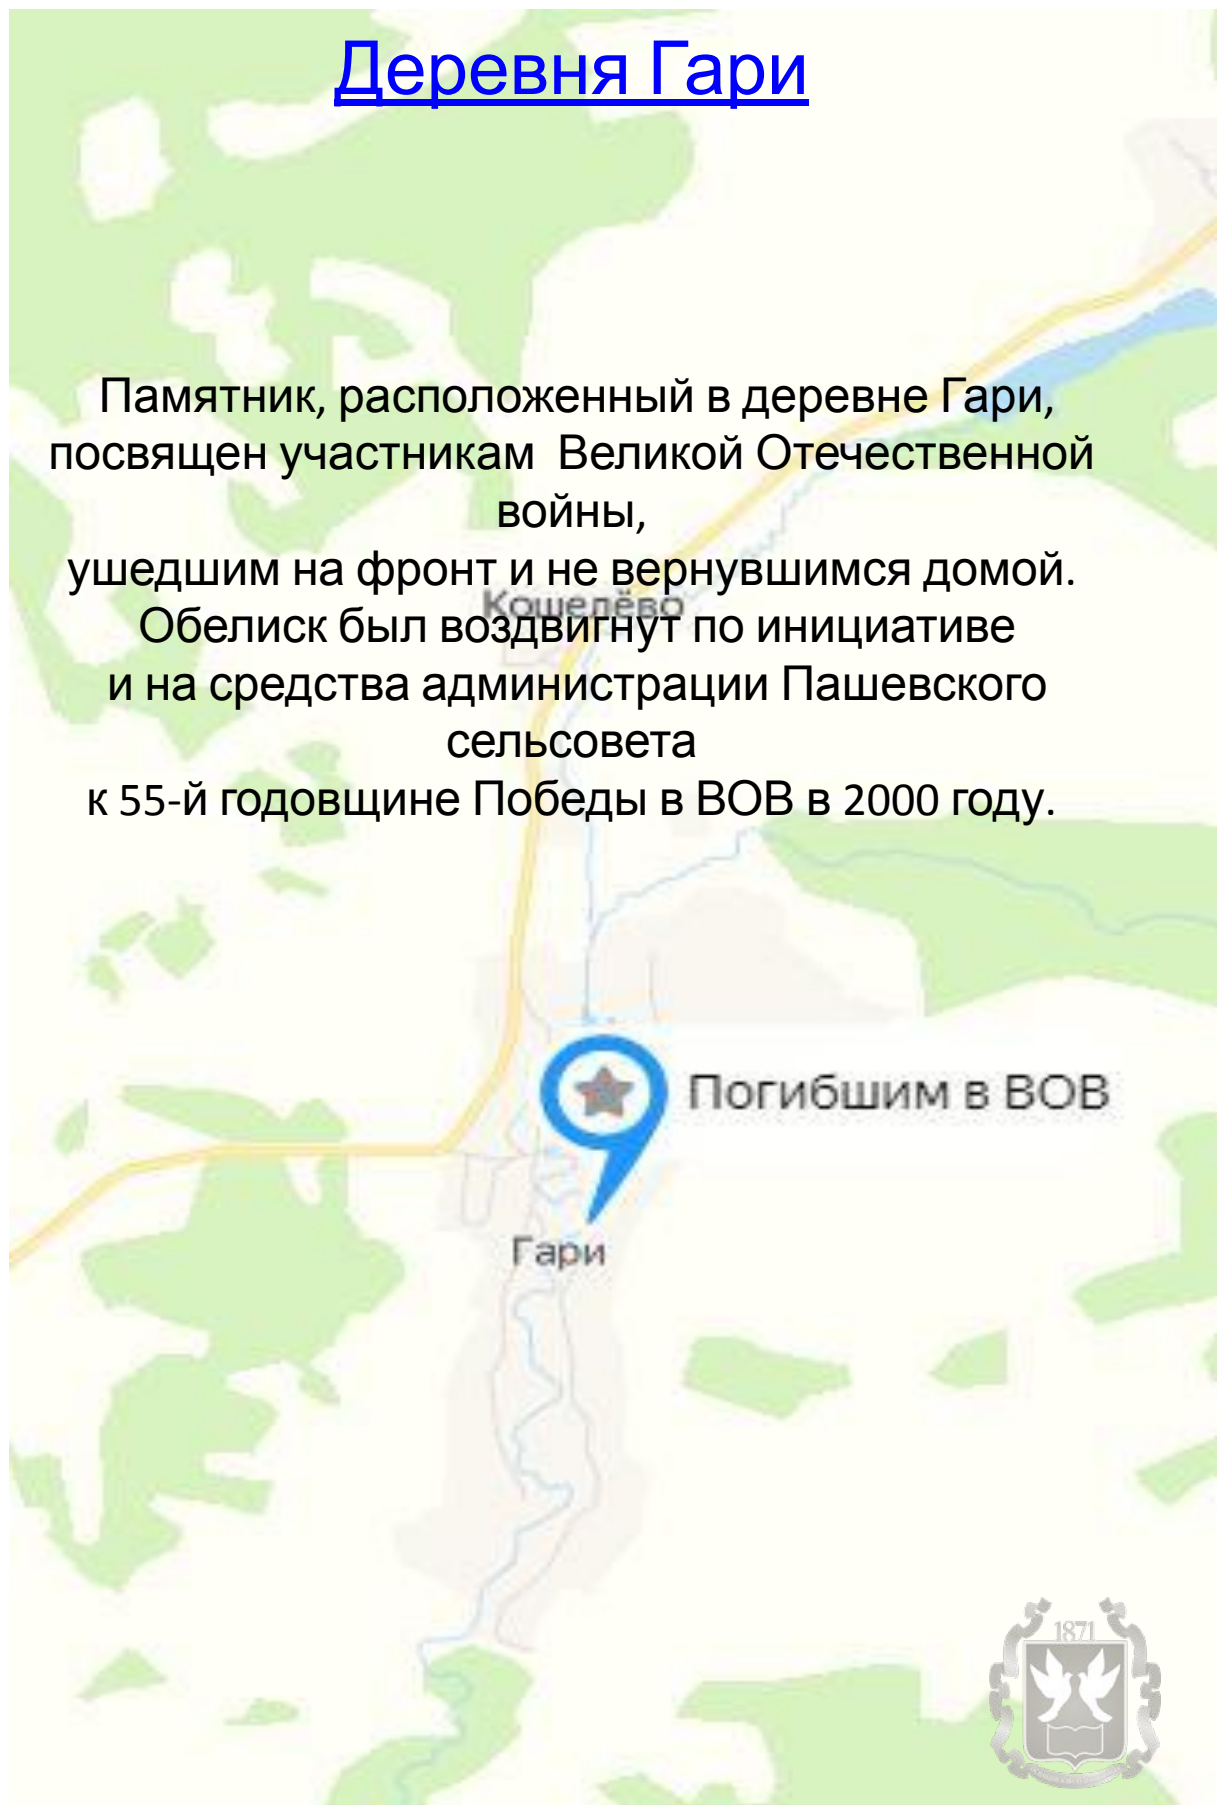 Деревня Гари
Памятник, расположенный в деревне Гари,
посвящен участникам Великой Отечественной
войны,
ушедшим на фронт и не вернувшимся домой.
Кошелёво
Обелиск был воздвигнут по инициативе
и на средства администрации Пашевского
сельсовета
к 55-й годовщине Победы в ВОВ в 2000 году.
Погибшим в ВОВ
Гари
1871